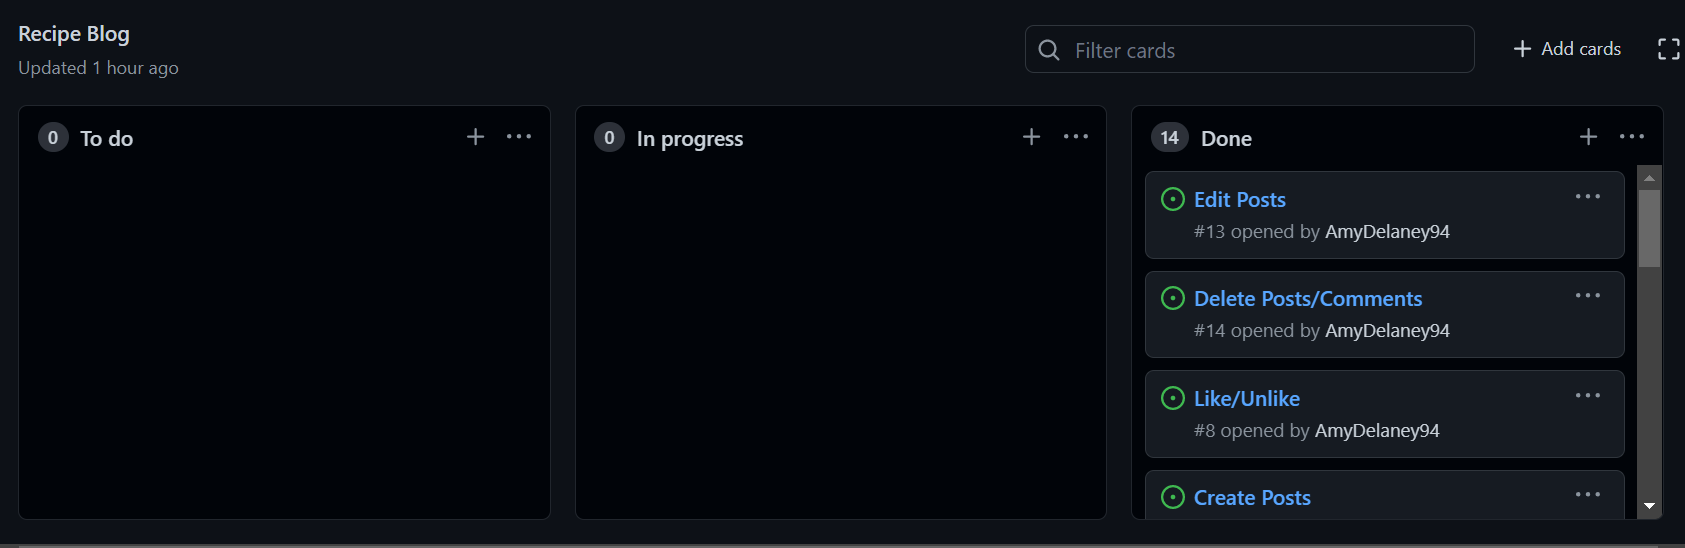 Recipe Blog
Updated 1 hour ago
Filter cards
Add cards
0 To do
0 In progress
14 Done
Edit Posts
#13 opened by AmyDelaney94
Delete Posts/Comments
#14 opened by AmyDelaney94
Like/Unlike
#8 opened by AmyDelaney94
Create Posts